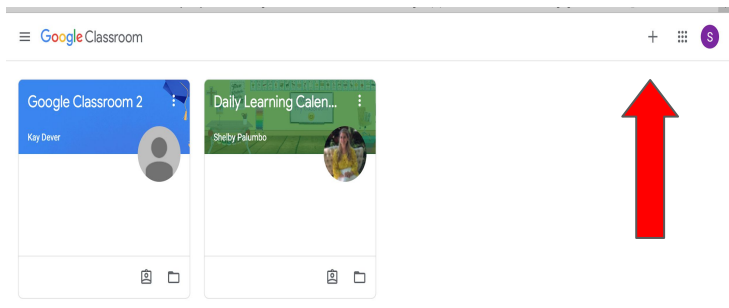 Google Classroom
S
Google Classroom 2
Kay Dever
Daily Learning Calen...
Shelby Palumbo